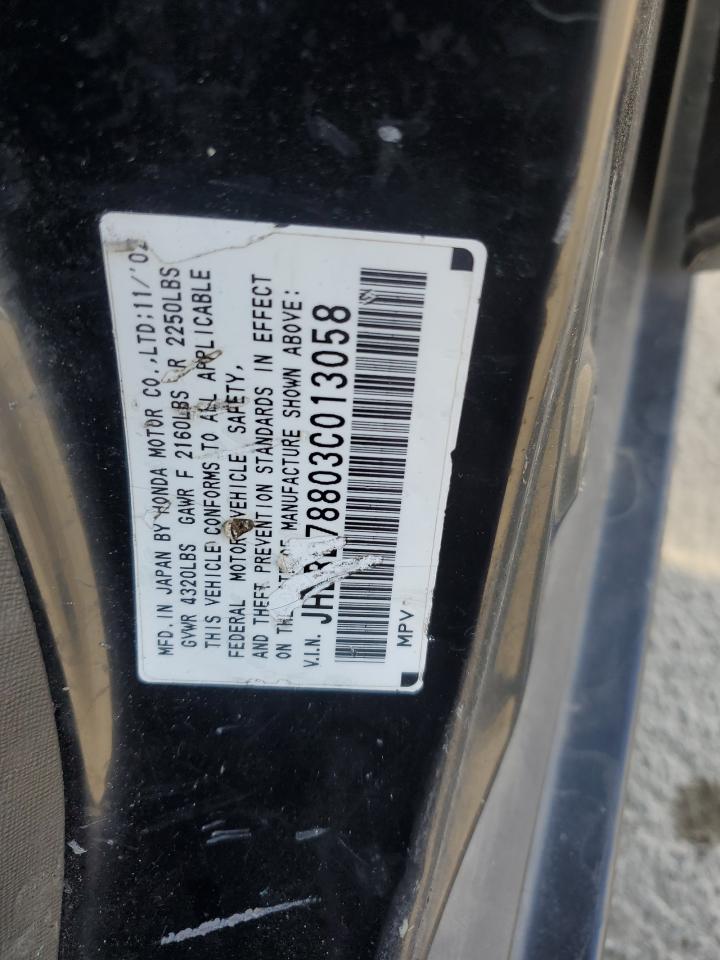 MFD. IN JAPAN BY HONDA MOTOR CO.,LTD:11/'02
GVWR 4320LBS GAWR F 2160LBS R 2250LBS
THIS VEHICLE CONFORMS TO ALL APPLICABLE
FEDERAL MOTOR VEHICLE SAFETY,
AND THEFT PREVENTION STANDARDS IN EFFECT
ON THE OF MANUFACTURE SHOWN ABOVE:
V.I.N. 78803C013058
MPV